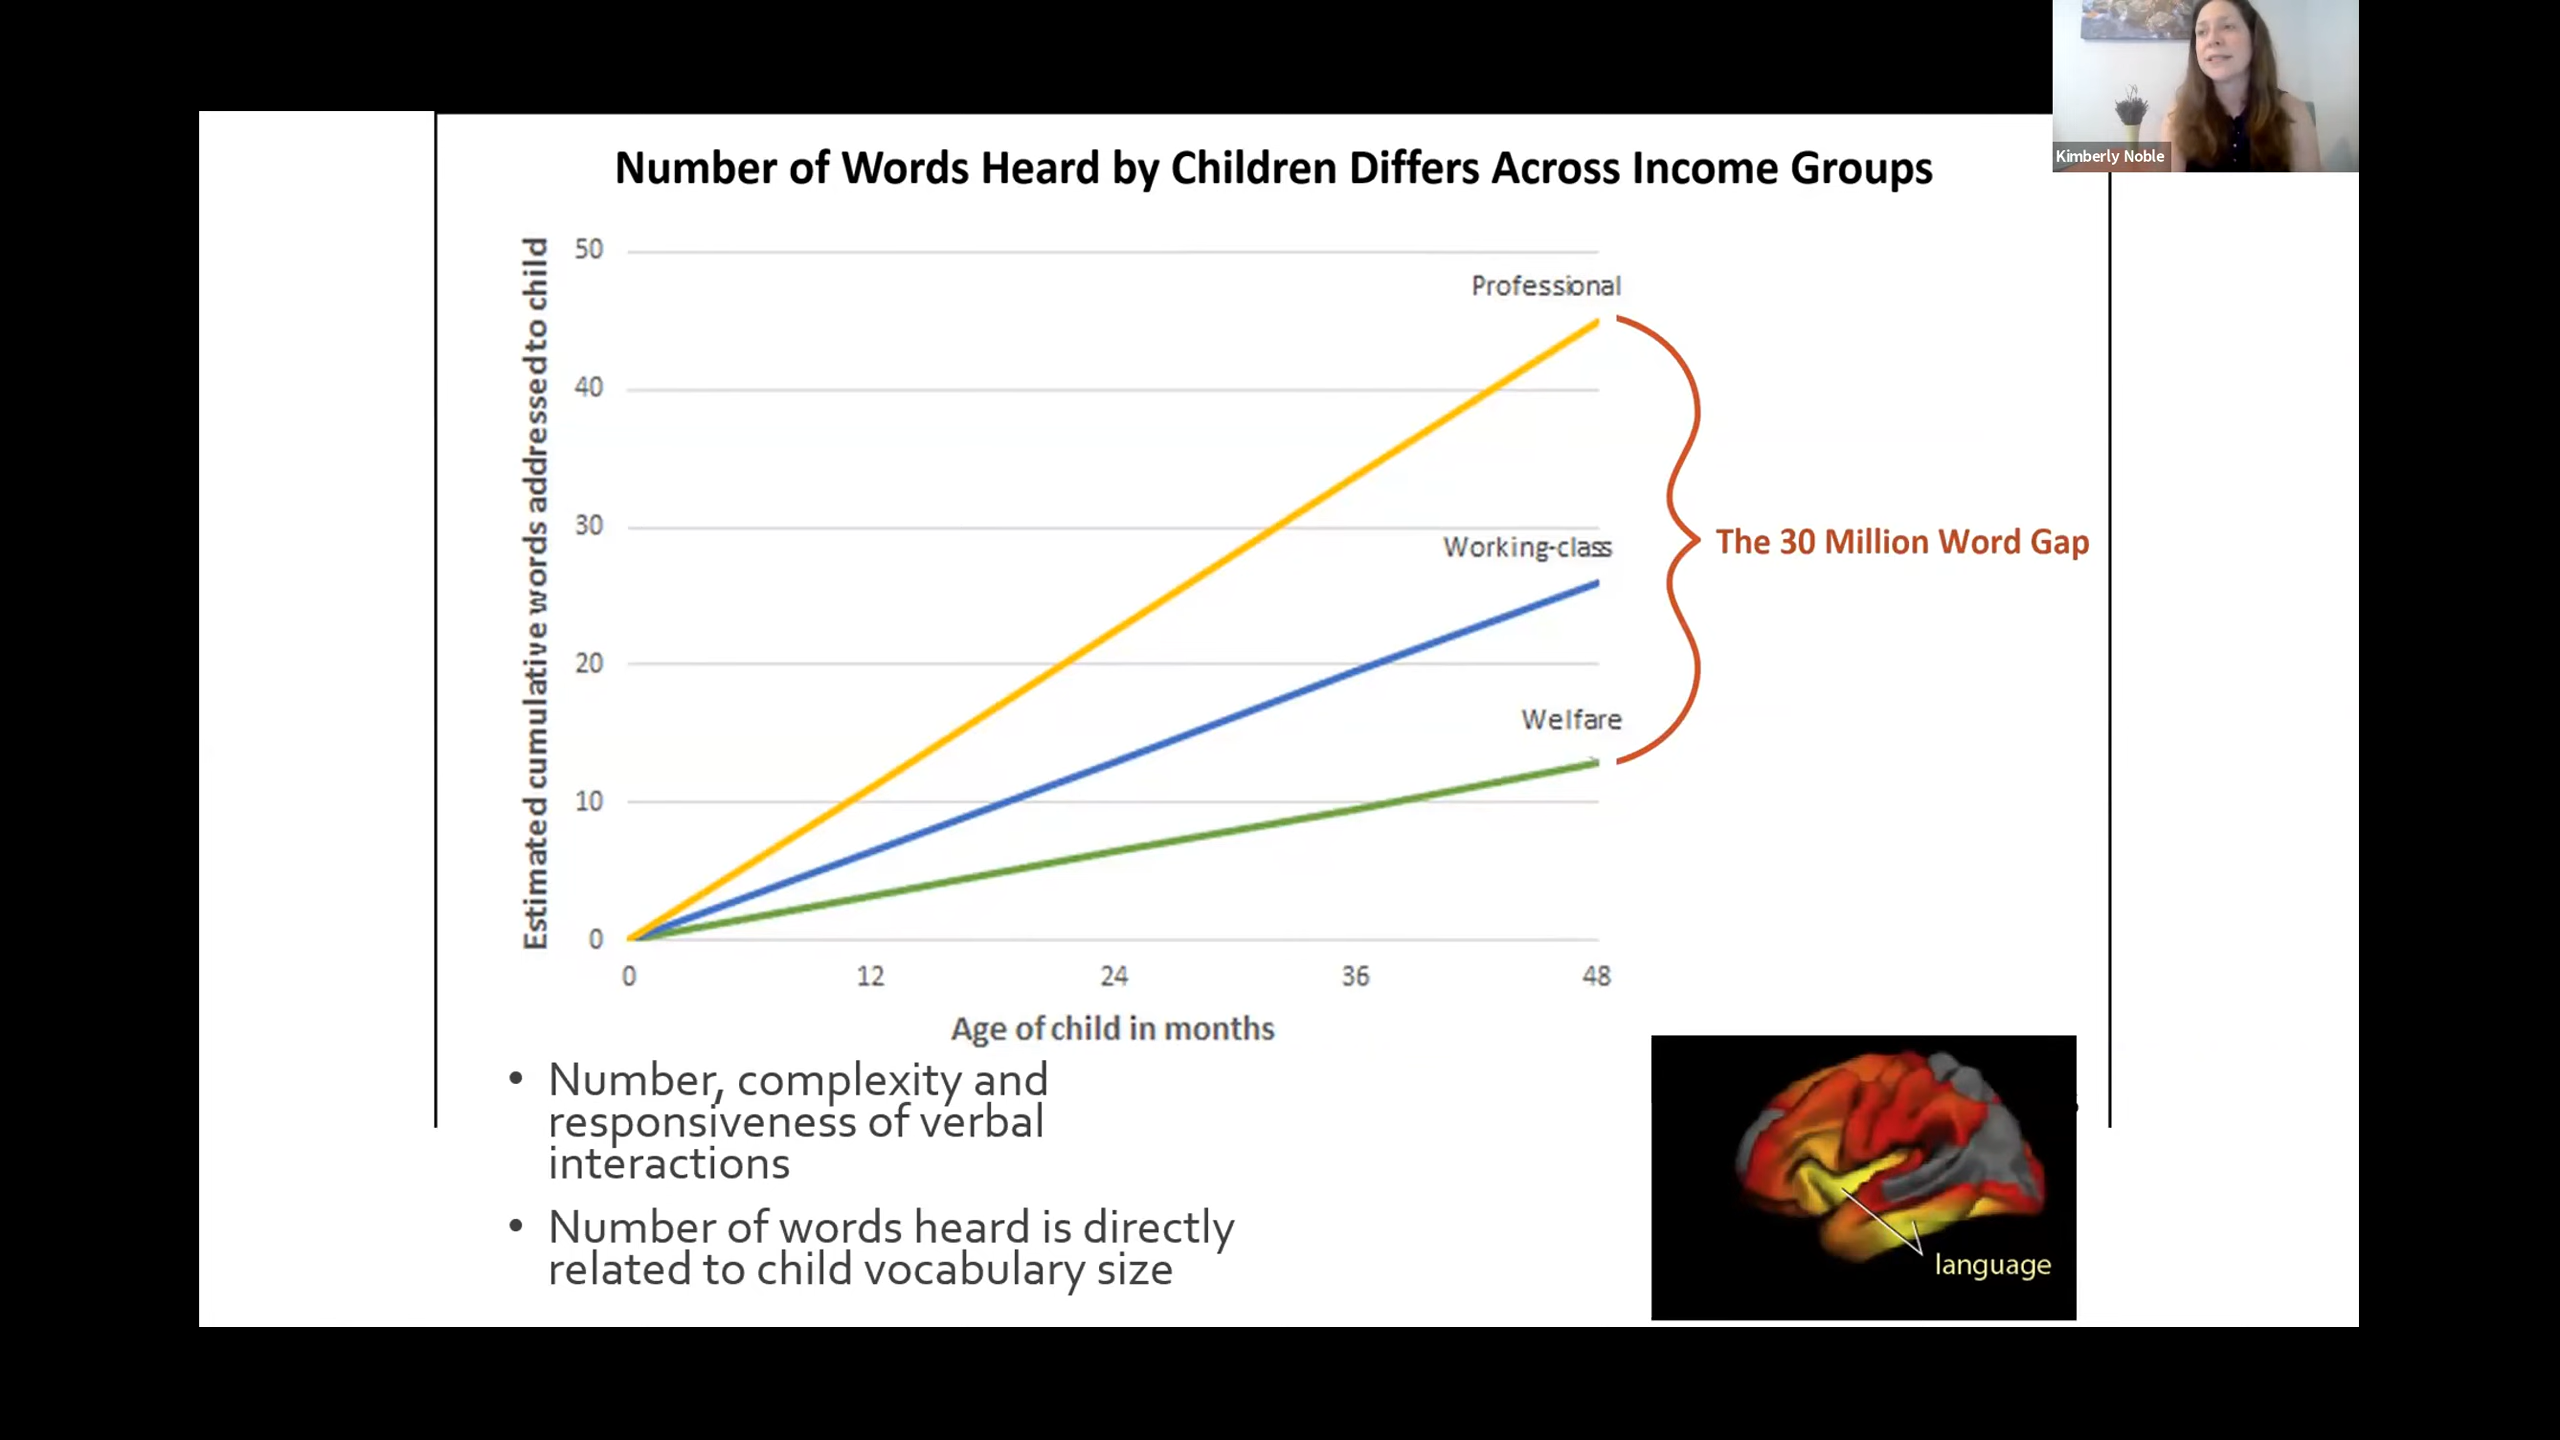 Kimberly Noble
Number of Words Heard by Children Differs Across Income Groups
Estimated cumulative words addressed to child
50
40
30
20
10
0
Professional
Working-class
Welfare
The 30 Million Word Gap
0 12 24 36 48
Age of child in months
• Number, complexity and
responsiveness of verbal
interactions
• Number of words heard is directly
related to child vocabulary size
language